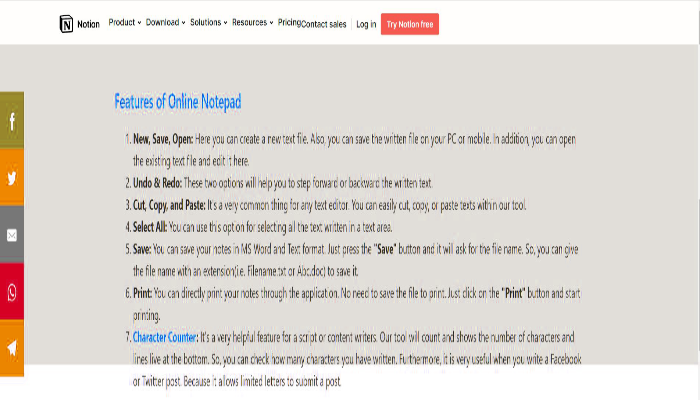 Notion Product Download Solutions Resources Pricing Contact sales Log in Try Notion free
Features of Online Notepad
1. New, Save, Open: Here you can create a new text file. Also, you can save the written file on your PC or mobile. In addition, you can open
the existing text file and edit it here.
2. Undo & Redo: These two options will help you to step forward or backward the written text.
3. Cut, Copy, and Paste: It's a very common thing for any text editor. You can easily cut, copy, or paste texts within our tool.
4. Select All: You can use this option for selecting all the text written in a text area.
5. Save: You can save your notes in MS Word and Text format. Just press the "Save" button and it will ask for the file name. So, you can give
the file name with an extension(i.e. Filename.txt or Abc.doc) to save it.
6. Print: You can directly print your notes through the application. No need to save the file to print. Just click on the "Print" button and start
printing.
7. Character Counter: It's a very helpful feature for a script or content writers. Our tool will count and shows the number of characters and
lines live at the bottom. So, you can check how many characters you have written. Furthermore, it is very useful when you write a Facebook
or Twitter post. Because it allows limited letters to submit a post.